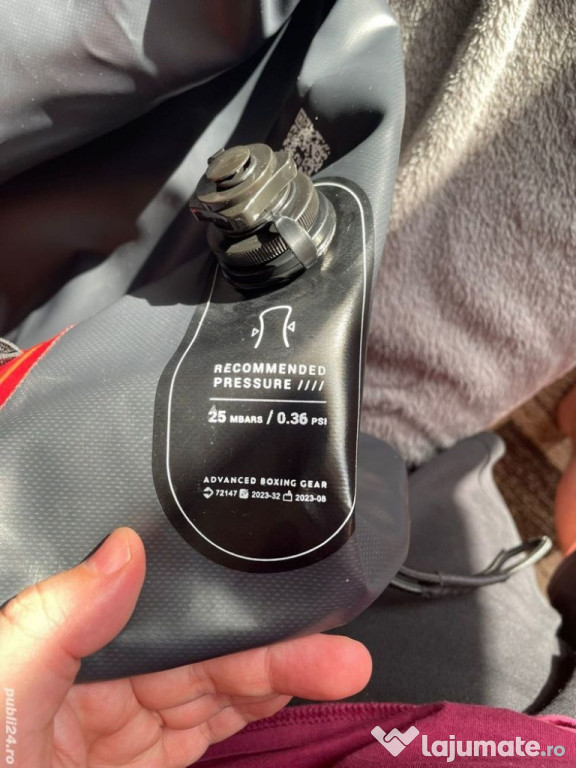 RECOMMENDED
PRESSURE ////
25 MBARS / 0.36 PSI
ADVANCED BOXING GEAR
72147 2023-32 2023-08
publi24.ro
lajumate.ro